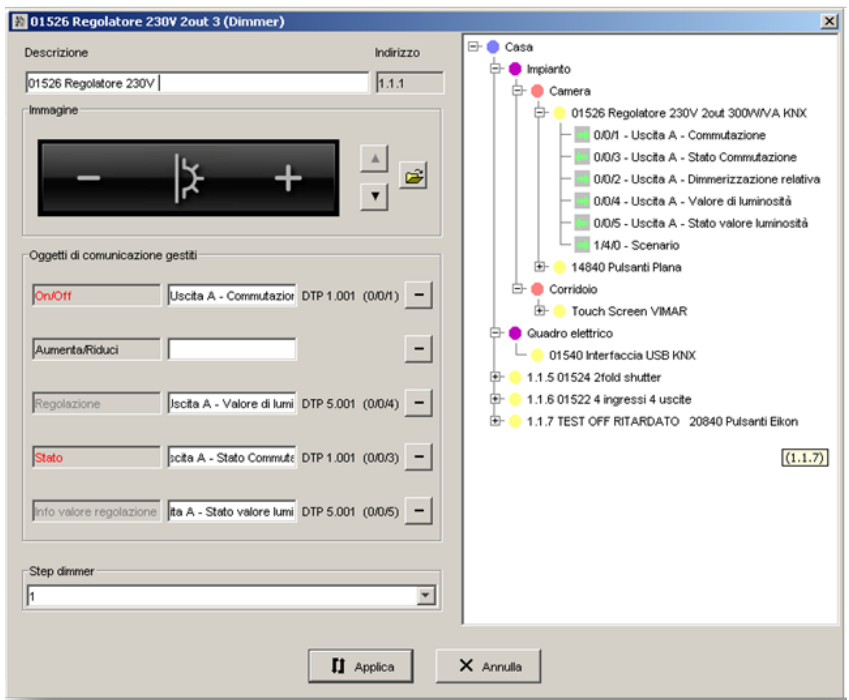 01526 Regolatore 230V 2out 3 (Dimmer)
Descrizione
Indirizzo
01526 Regolatore 230V
1.1.1
Immagine
Oggetti di comunicazione gestiti
On/Off
Uscita A - Commutazior
DTP 1.001 (0/0/1)
Aumenta/Riduci
Regolazione
Uscita A - Valore di lumi
DTP 5.001 (0/0/4)
Stato
scita A - Stato Commuta
DTP 1.001 (0/0/3)
Info valore regolazione
ita A - Stato valore lumi
DTP 5.001 (0/0/5)
Step dimmer
1
Applica
Annulla
Casa
Impianto
Camera
01526 Regolatore 230V 2out 300W/VA KNX
0/0/1 - Uscita A - Commutazione
0/0/3 - Uscita A - Stato Commutazione
0/0/2 - Uscita A - Dimmerizzazione relativa
0/0/4 - Uscita A - Valore di luminosità
0/0/5 - Uscita A - Stato valore luminosità
1/4/0 - Scenario
14840 Pulsanti Plana
Corridoio
Touch Screen VIMAR
Quadro elettrico
01540 Interfaccia USB KNX
1.1.5 01524 2fold shutter
1.1.6 01522 4 ingressi 4 uscite
1.1.7 TEST OFF RITARDATO 20840 Pulsanti Eikon
(1.1.7)